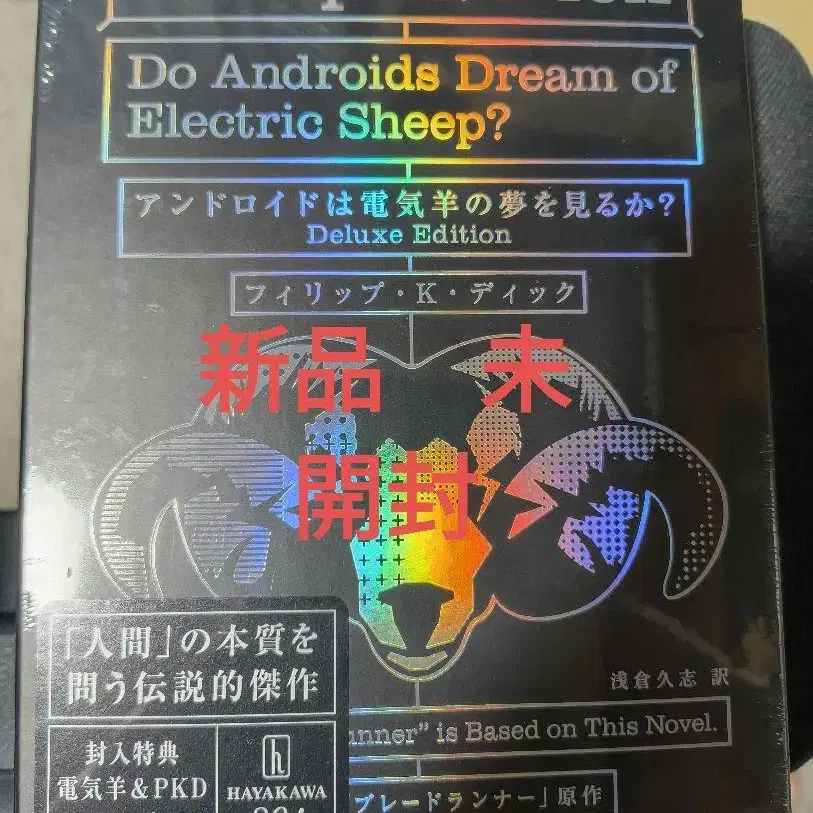 Do Androids Dream of
Electric Sheep?
アンドロイドは電気羊の夢を見るか?
Deluxe Edition
フィリップ・K・ディック
新品 未
開封
「人間」の本質を
問う伝説的傑作
浅倉久志 訳
is Based on This Novel.
封入特典
電気羊&PKD
h
HAYAKAWA
ブレードランナー」原作